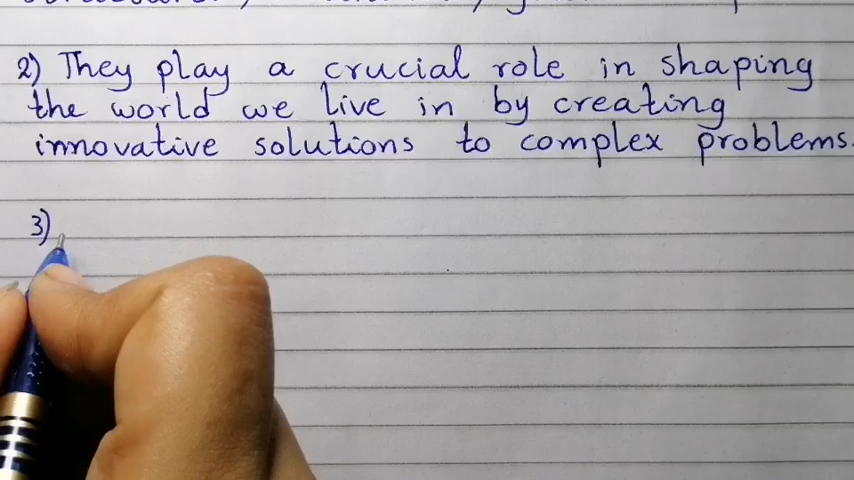 2) They play a crucial role in shaping
the world we live in by creating
innovative solutions to complex problems.
3)